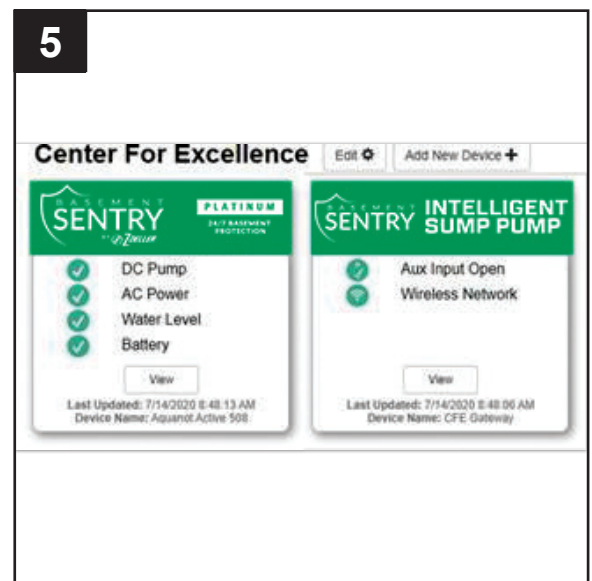 5
Center For Excellence
Edit
Add New Device +
BASEMENT
SENTRY
BY ZOELLER
PLATINUM
24/7 BASEMENT
PROTECTION
DC Pump
AC Power
Water Level
Battery
View
Last Updated: 7/14/2020 8:48:13 AM
Device Name: Aquanot Active 508
BASEMENT
SENTRY
INTELLIGENT
SUMP PUMP
Aux Input Open
Wireless Network
View
Last Updated: 7/14/2020 8:48:06 AM
Device Name: CFE Gateway